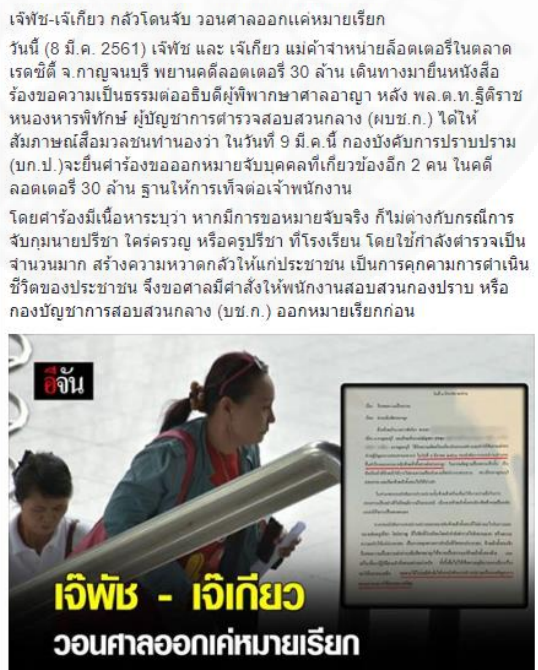 เจ๊พัช-เจ๊เกียว กลัวโดนจับ วอนศาลออกแค่หมายเรียก
วันนี้ (8 มี.ค. 2561) เจ๊พัช และ เจ๊เกียว แม่ค้าจำหน่ายล็อตเตอรี่ในตลาด
เรดซิตี้ จ.กาญจนบุรี พยานคดีลอตเตอรี่ 30 ล้าน เดินทางมายื่นหนังสือ
ร้องขอความเป็นธรรมต่ออธิบดีผู้พิพากษาศาลอาญา หลัง พล.ต.ท.ฐิติราช
หนองหารพิทักษ์ ผู้บัญชาการตำรวจสอบสวนกลาง (ผบช.ก.) ได้ให้
สัมภาษณ์สื่อมวลชนทำนองว่า ในวันที่ 9 มี.ค.นี้ กองบังคับการปราบปราม
(บก.ป.)จะยื่นคำร้องขอออกหมายจับบุคคลที่เกี่ยวข้องอีก 2 คน ในคดี
ลอตเตอรี่ 30 ล้าน ฐานให้การเท็จต่อเจ้าพนักงาน
โดยคำร้องมีเนื้อหาระบุว่า หากมีการขอหมายจับจริง ก็ไม่ต่างกับกรณีการ
จับกุมนายปรีชา ใคร่ครวญ หรือครูปรีชา ที่โรงเรียน โดยใช้กำลังตำรวจเป็น
จำนวนมาก สร้างความหวาดกลัวให้แก่ประชาชน เป็นการคุกคามการดำเนิน
ชีวิตของประชาชน จึงขอศาลมีคำสั่งให้พนักงานสอบสวนกองปราบ หรือ
กองบัญชาการสอบสวนกลาง (บช.ก.) ออกหมายเรียกก่อน
อีจัน
เจ๊พัช - เจ๊เกียว
วอนศาลออกเค่หมายเรียก